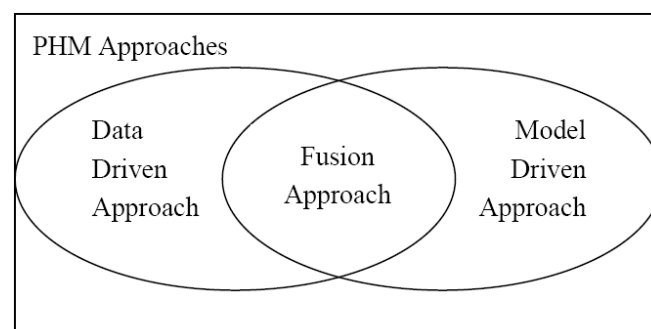 PHM Approaches
Data
Driven
Approach
Fusion
Approach
Model
Driven
Approach